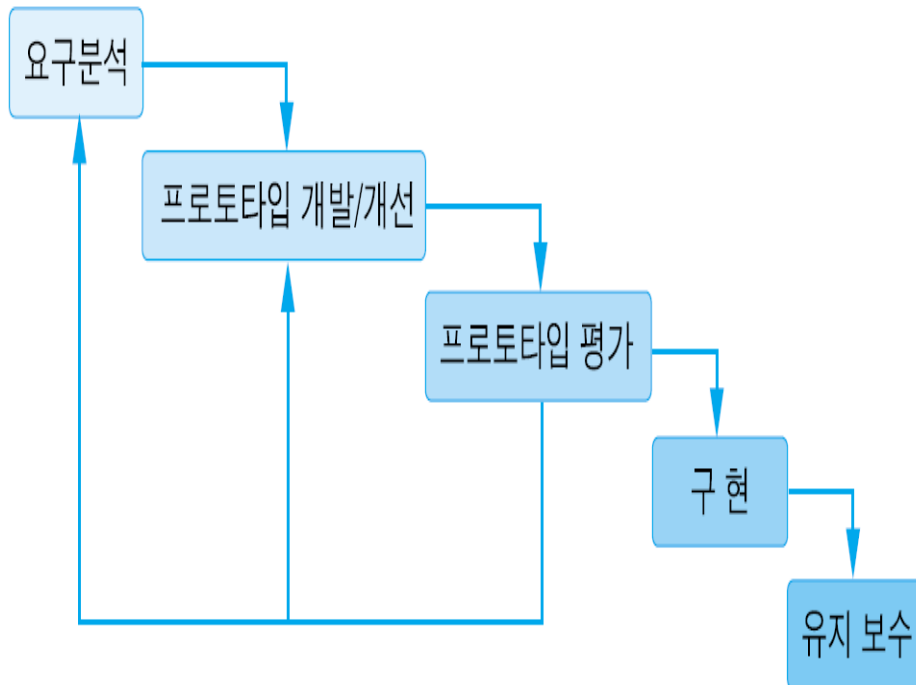 요구분석
프로토타입 개발/개선
프로토타입 평가
구 현
유지 보수